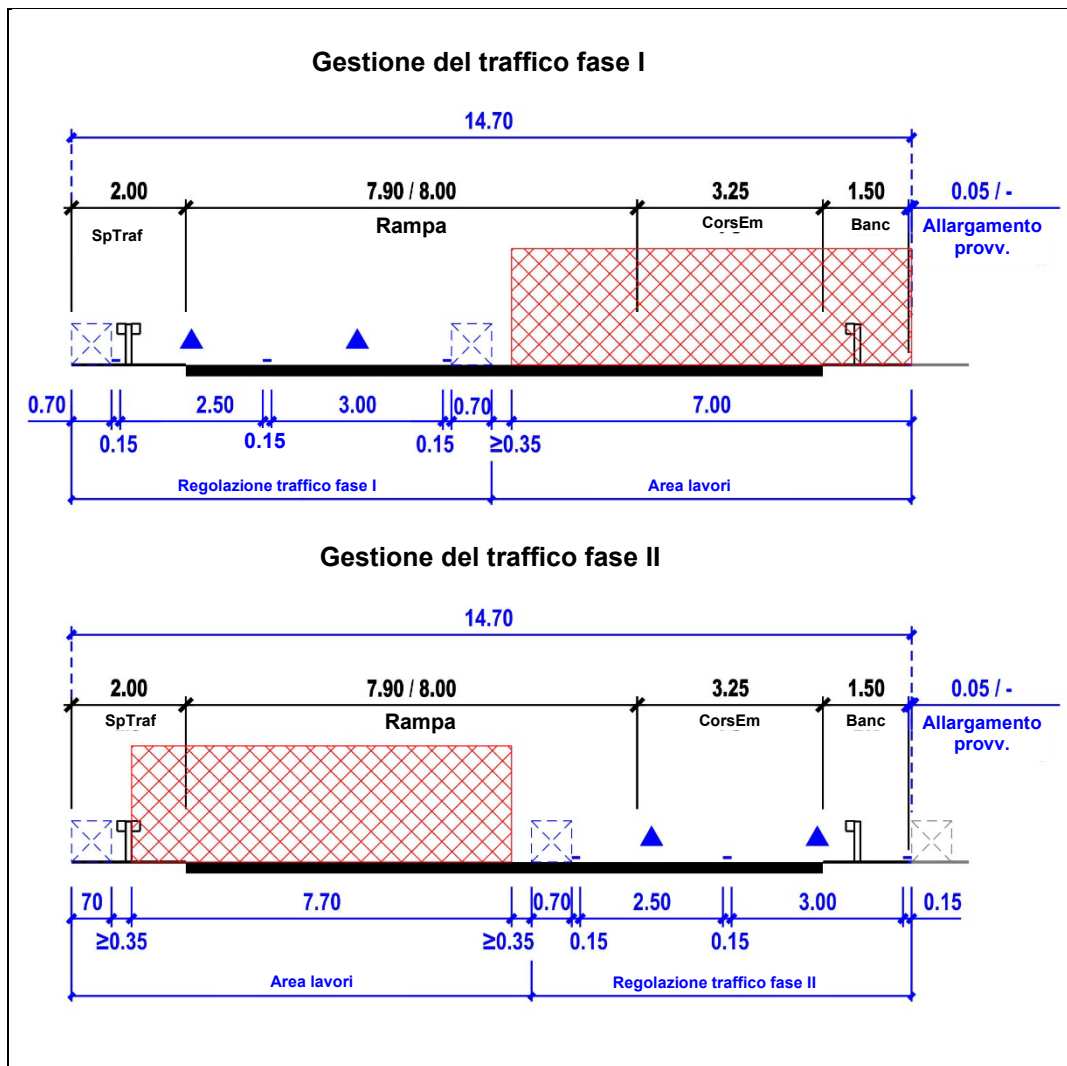 Gestione del traffico fase I
14.70
2.00 7.90 / 8.00 3.25 1.50 0.05 / -
SpTraf Rampa CorsEm Banc Allargamento
provv.
0.70 2.50 3.00 0.70 7.00
0.15 0.15 0.15 ≥0.35
Regolazione traffico fase I Area lavori
Gestione del traffico fase II
14.70
2.00 7.90 / 8.00 3.25 1.50 0.05 / -
SpTraf Rampa CorsEm Banc Allargamento
provv.
70 7.70 0.70 2.50 3.00 0.15
≥0.35 ≥0.35 0.15 0.15
Area lavori Regolazione traffico fase II